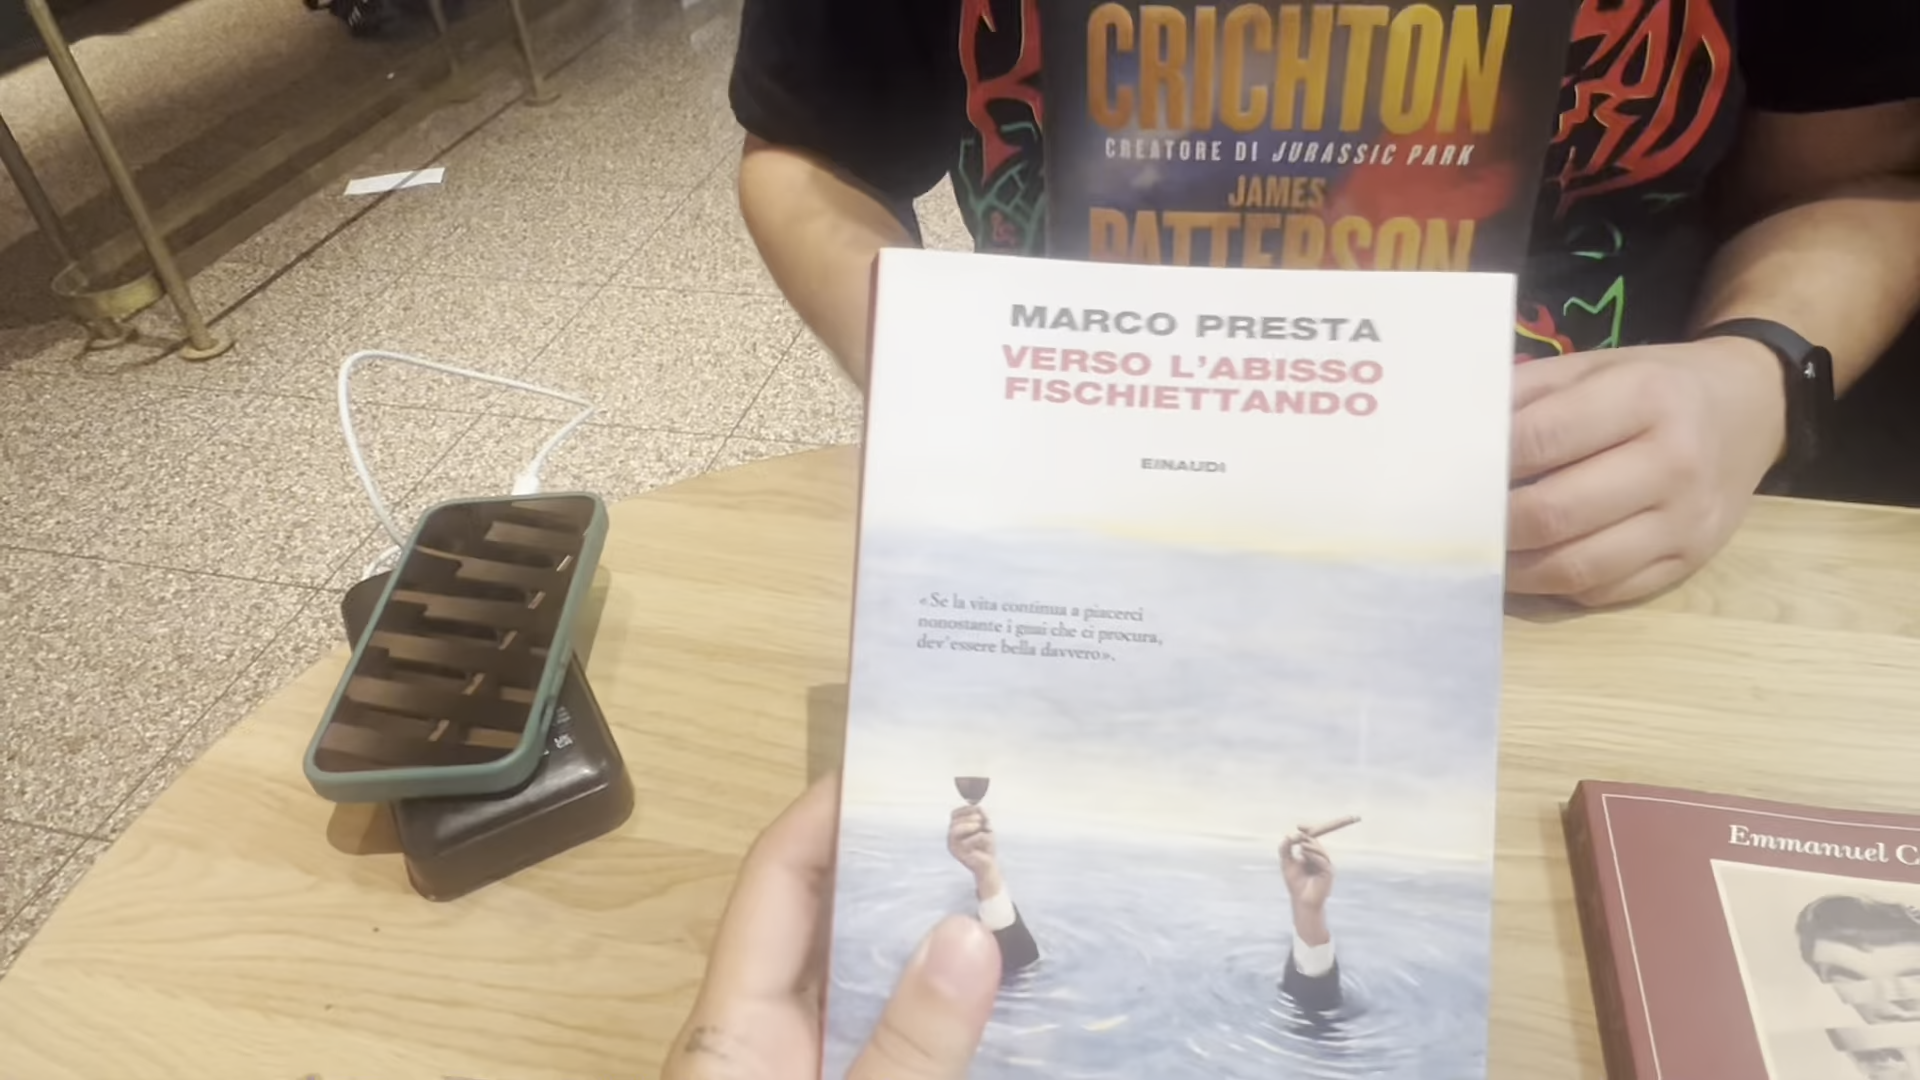 CRICHTON
CREATORE DI JURASSIC PARK
JAMES
PATTERSON
MARCO PRESTA
VERSO L'ABISSO
FISCHIETTANDO
EINAUDI
«Se la vita continua a piacerci
nonostante i guai che ci procura,
dev'essere bella davvero».
Emmanuel C